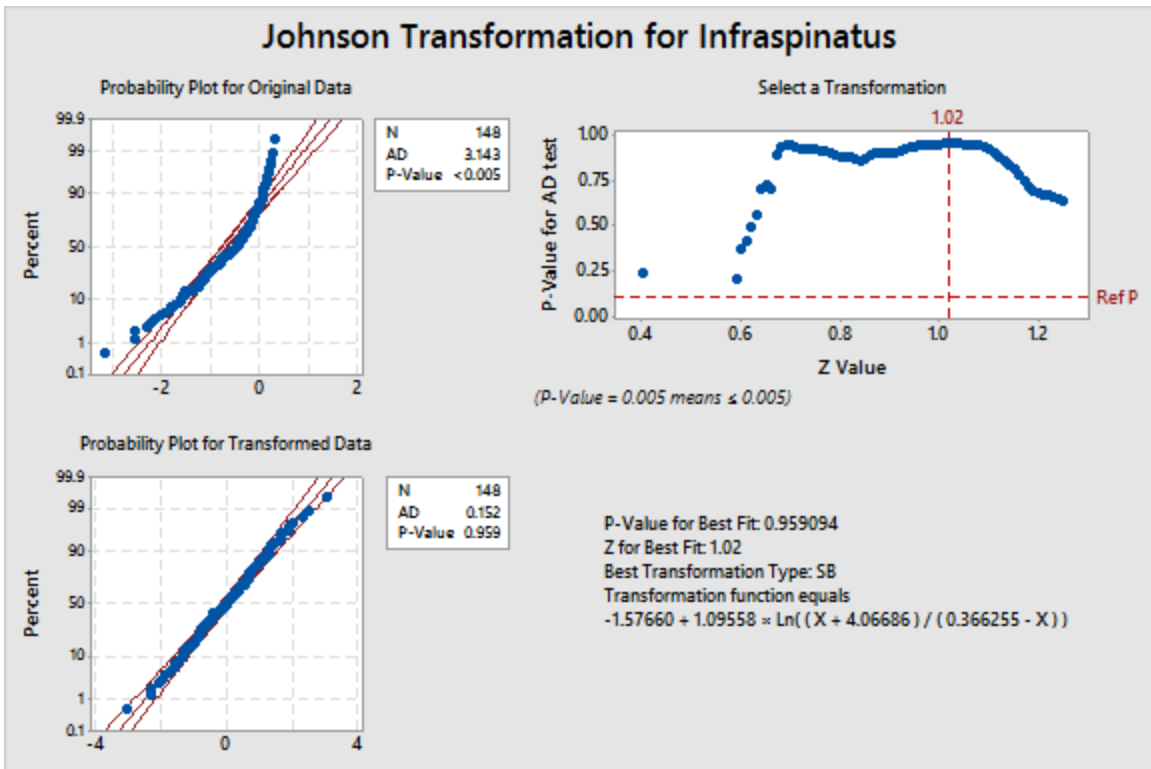 Johnson Transformation for Infraspinatus
Probability Plot for Original Data
99.9
99
90
50
10
1
0.1
Percent
-2
0
2
N 148
AD 3.143
P-Value <0.005
Select a Transformation
1.02
1.00
0.75
0.50
0.25
0.00
P-Value for AD test
Ref P
0.4
0.6
0.8
1.0
1.2
Z Value
(P-Value = 0.005 means ≤ 0.005)
Probability Plot for Transformed Data
99.9
99
90
50
10
1
0.1
Percent
-4
0
4
N 148
AD 0.152
P-Value 0.959
P-Value for Best Fit: 0.959094
Z for Best Fit: 1.02
Best Transformation Type: SB
Transformation function equals
-1.57660 + 1.09558 × Ln( ( X + 4.06686 ) / ( 0.366255 - X ) )